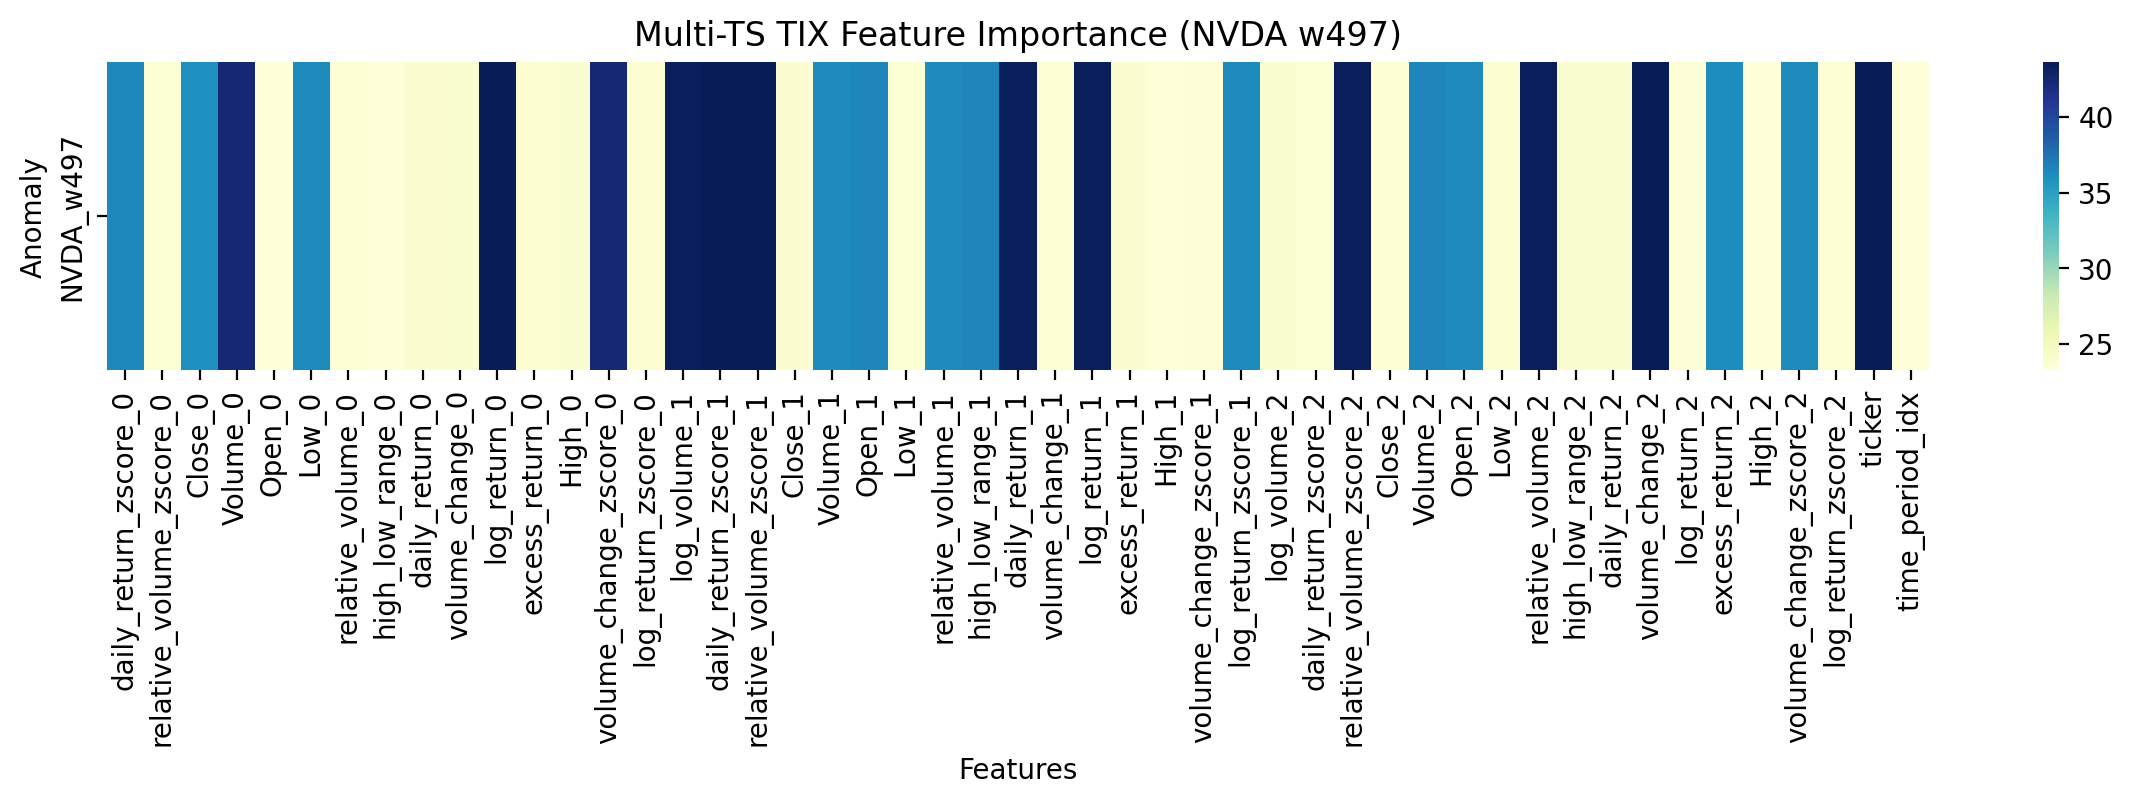 Multi-TS TIX Feature Importance (NVDA w497)
Anomaly
NVDA_w497
40
35
30
25
daily_return_zscore_0
relative_volume_zscore_0
Close_0
Volume_0
Open_0
Low_0
relative_volume_0
high_low_range_0
daily_return_0
volume_change_0
log_return_0
excess_return_0
High_0
volume_change_zscore_0
log_return_zscore_0
log_volume_1
daily_return_zscore_1
relative_volume_zscore_1
Close_1
Volume_1
Open_1
Low_1
relative_volume_1
high_low_range_1
daily_return_1
volume_change_1
log_return_1
excess_return_1
High_1
volume_change_zscore_1
log_return_zscore_1
log_volume_2
daily_return_zscore_2
relative_volume_zscore_2
Close_2
Volume_2
Open_2
Low_2
relative_volume_2
high_low_range_2
daily_return_2
volume_change_2
log_return_2
excess_return_2
High_2
volume_change_zscore_2
log_return_zscore_2
ticker
time_period_idx
Features